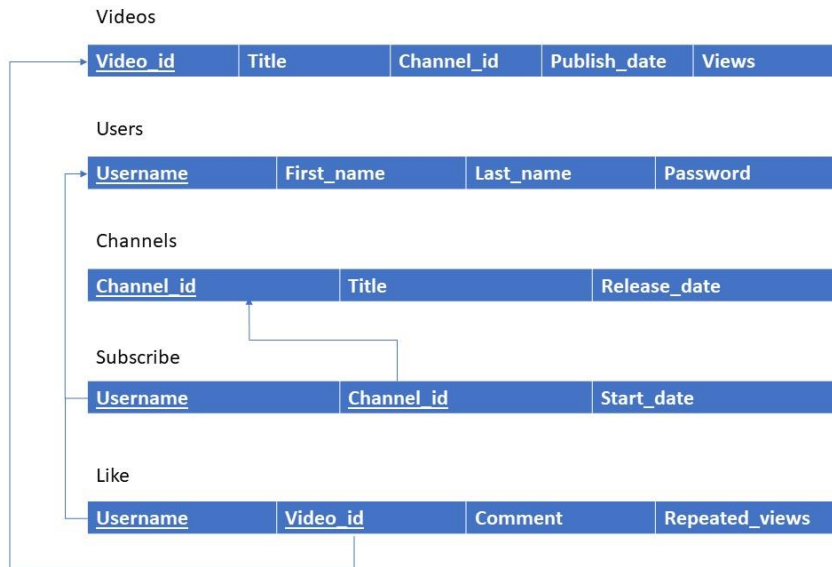 Videos
Video_id Title Channel_id Publish_date Views
Users
Username First_name Last_name Password
Channels
Channel_id Title Release_date
Subscribe
Username Channel_id Start_date
Like
Username Video_id Comment Repeated_views